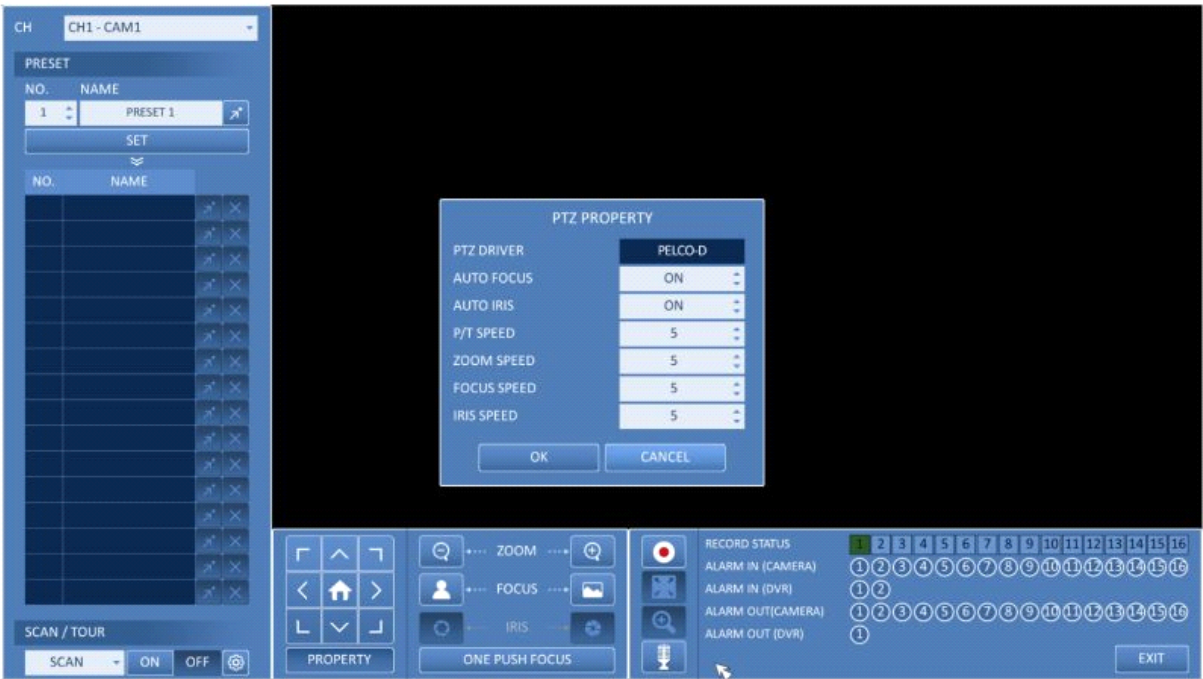 CH CH1 - CAM1
PRESET
NO. NAME
1 PRESET 1
SET
NO. NAME
SCAN / TOUR
SCAN ON OFF
PTZ PROPERTY
PTZ DRIVER PELCO-D
AUTO FOCUS ON
AUTO IRIS ON
P/T SPEED 5
ZOOM SPEED 5
FOCUS SPEED 5
IRIS SPEED 5
OK CANCEL
PROPERTY
ZOOM
FOCUS
IRIS
ONE PUSH FOCUS
RECORD STATUS 1 2 3 4 5 6 7 8 9 10 11 12 13 14 15 16
ALARM IN (CAMERA) 1 2 3 4 5 6 7 8 9 10 11 12 13 14 15 16
ALARM IN (DVR) 1 2
ALARM OUT(CAMERA) 1 2 3 4 5 6 7 8 9 10 11 12 13 14 15 16
ALARM OUT (DVR) 1
EXIT